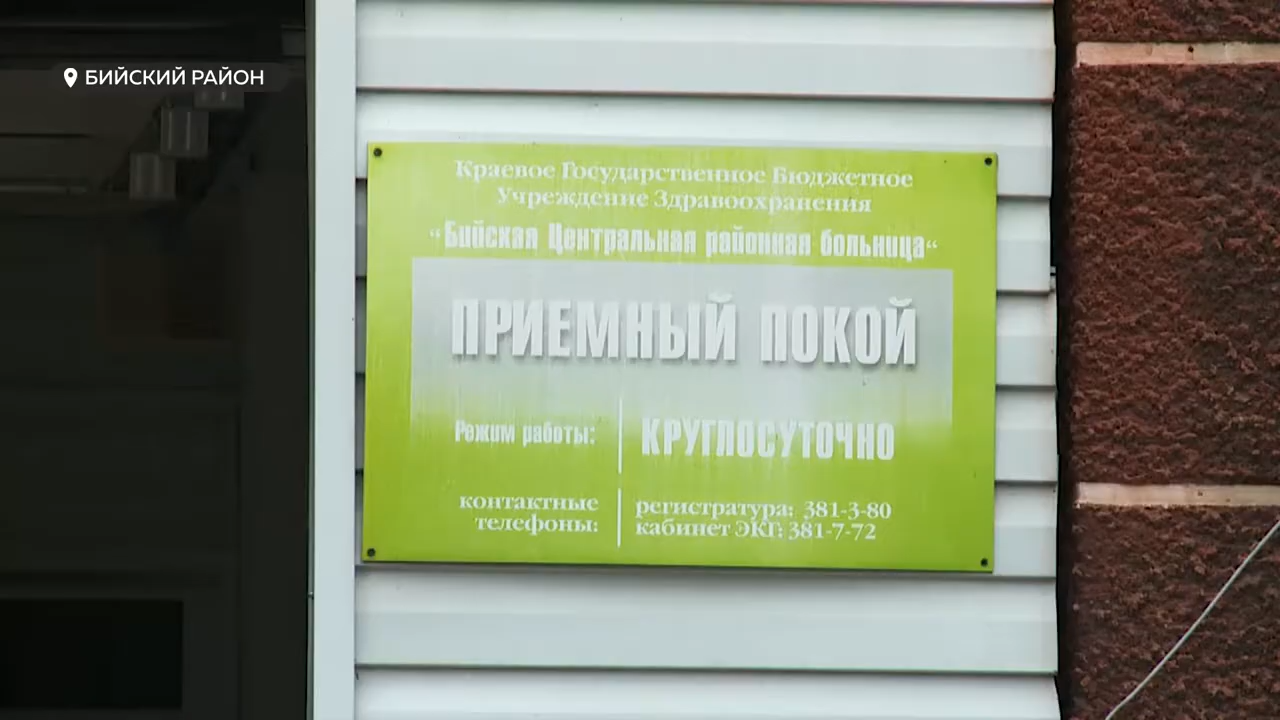 БИЙСКИЙ РАЙОН
Краевое Государственное Бюджетное
Учреждение Здравоохранения
“Бийская Центральная районная больница“
ПРИЕМНЫЙ ПОКОЙ
Режим работы: КРУГЛОСУТОЧНО
контактные
телефоны:
регистратура: 381-3-80
кабинет ЭКГ: 381-7-72